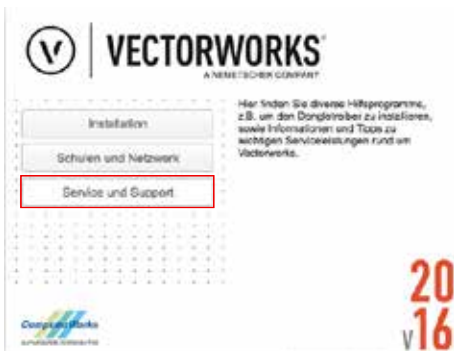 VECTORWORKS
A NEMETSCHEK COMPANY
Installation
Schulen und Netzwerk
Service und Support
Hier finden Sie diverse Hilfsprogramme,
z.B. um den Dongletreiber zu installieren,
sowie Informationen und Tipps zu
wichtigen Serviceleistungen rund um
Vectorworks.
ComputerWorks
20
v16